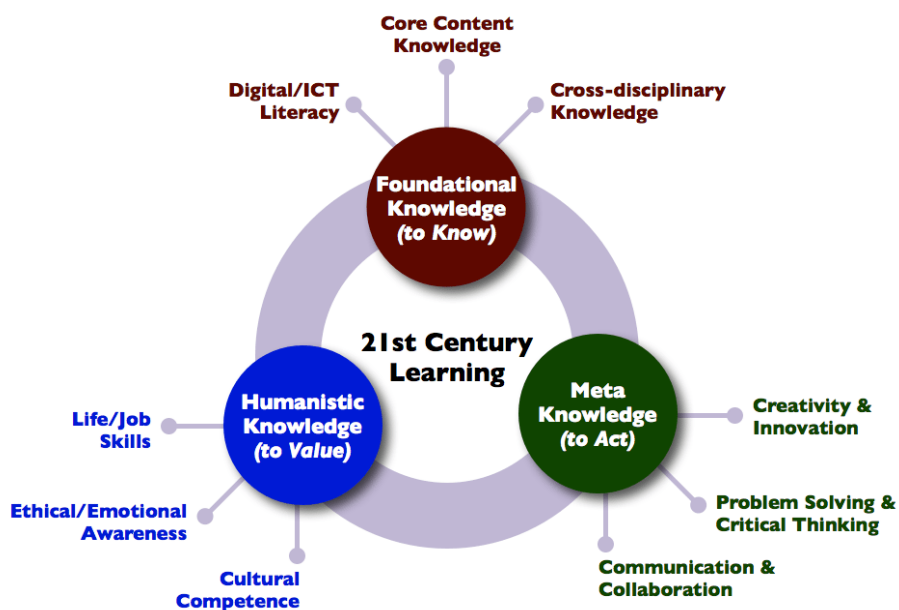 Core Content
Knowledge
Digital/ICT
Literacy
Cross-disciplinary
Knowledge
Foundational
Knowledge
(to Know)
21st Century
Learning
Humanistic
Knowledge
(to Value)
Meta
Knowledge
(to Act)
Life/Job
Skills
Ethical/Emotional
Awareness
Cultural
Competence
Creativity &
Innovation
Problem Solving &
Critical Thinking
Communication &
Collaboration